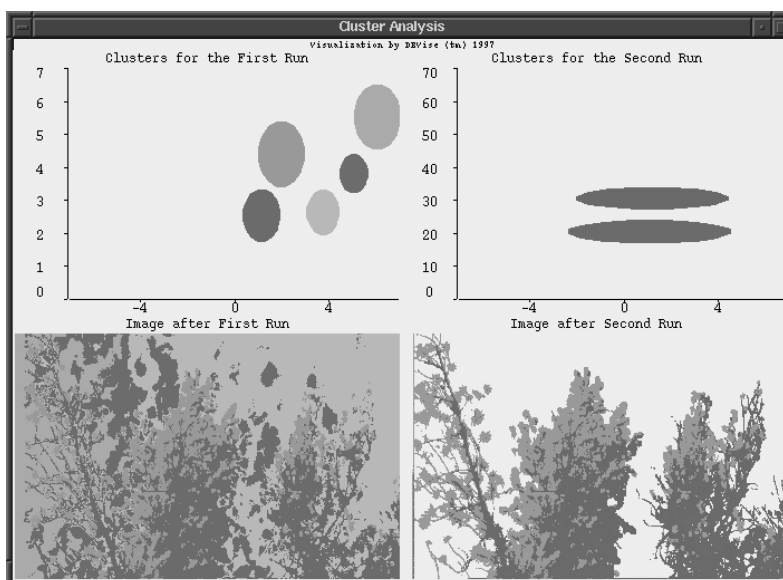 Cluster Analysis
Visualization by DEVise (tm) 1997
Clusters for the First Run
7
6
5
4
3
2
1
0
-4 0 4
Clusters for the Second Run
70
60
50
40
30
20
10
0
-4 0 4
Image after First Run
Image after Second Run